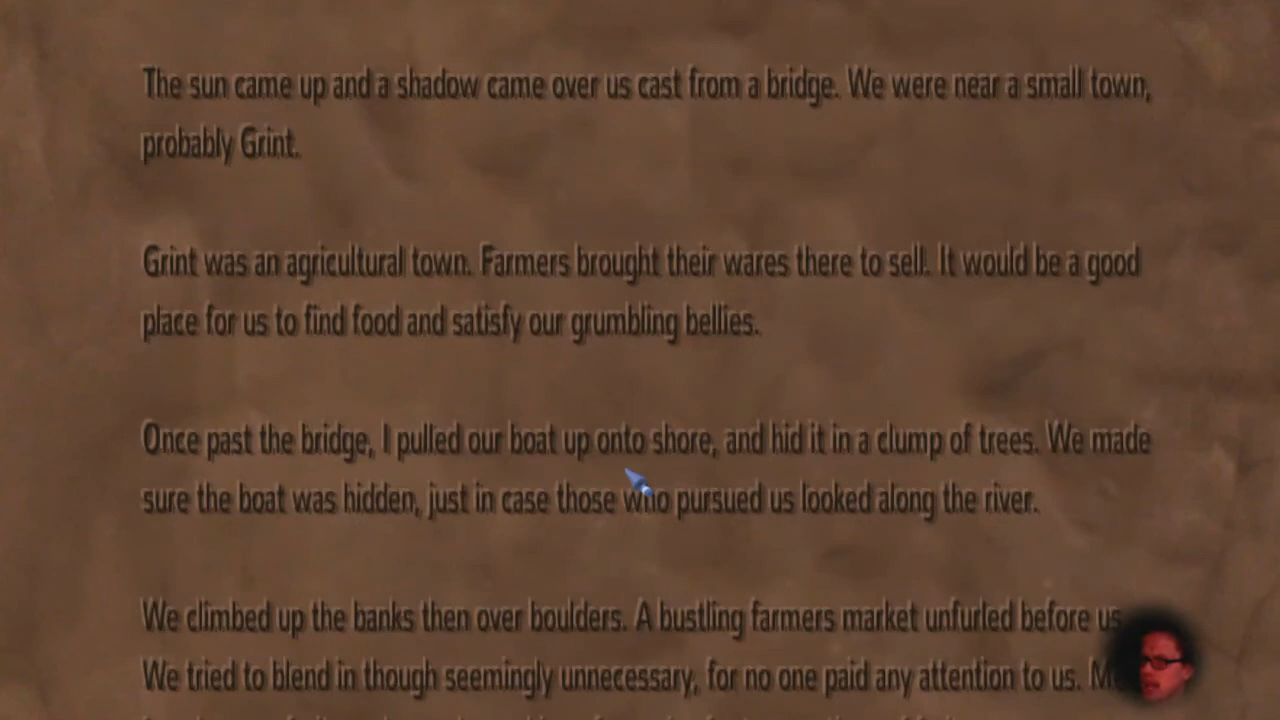 The sun came up and a shadow came over us cast from a bridge. We were near a small town,
probably Grint.
Grint was an agricultural town. Farmers brought their wares there to sell. It would be a good
place for us to find food and satisfy our grumbling bellies.
Once past the bridge, I pulled our boat up onto shore, and hid it in a clump of trees. We made
sure the boat was hidden, just in case those who pursued us looked along the river.
We climbed up the banks then over boulders. A bustling farmers market unfurled before us
We tried to blend in though seemingly unnecessary, for no one paid any attention to us.